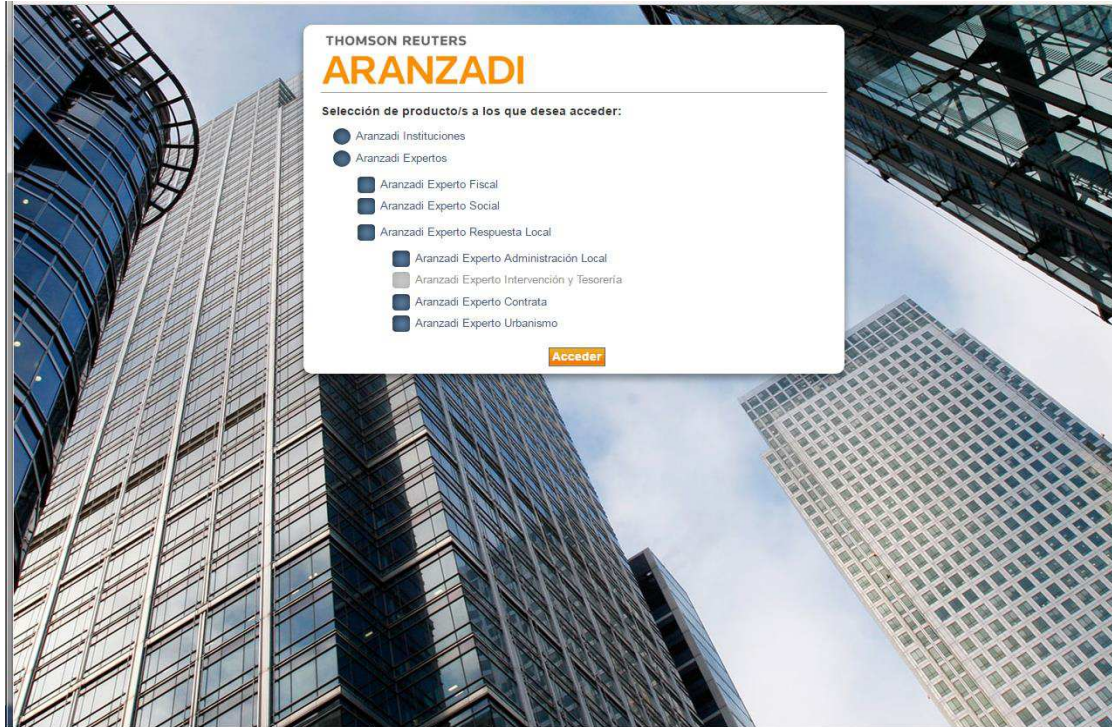 THOMSON REUTERS
ARANZADI
Selección de producto/s a los que desea acceder:
Aranzadi Instituciones
Aranzadi Expertos
Aranzadi Experto Fiscal
Aranzadi Experto Social
Aranzadi Experto Respuesta Local
Aranzadi Experto Administración Local
Aranzadi Experto Intervención y Tesorería
Aranzadi Experto Contrata
Aranzadi Experto Urbanismo
Acceder